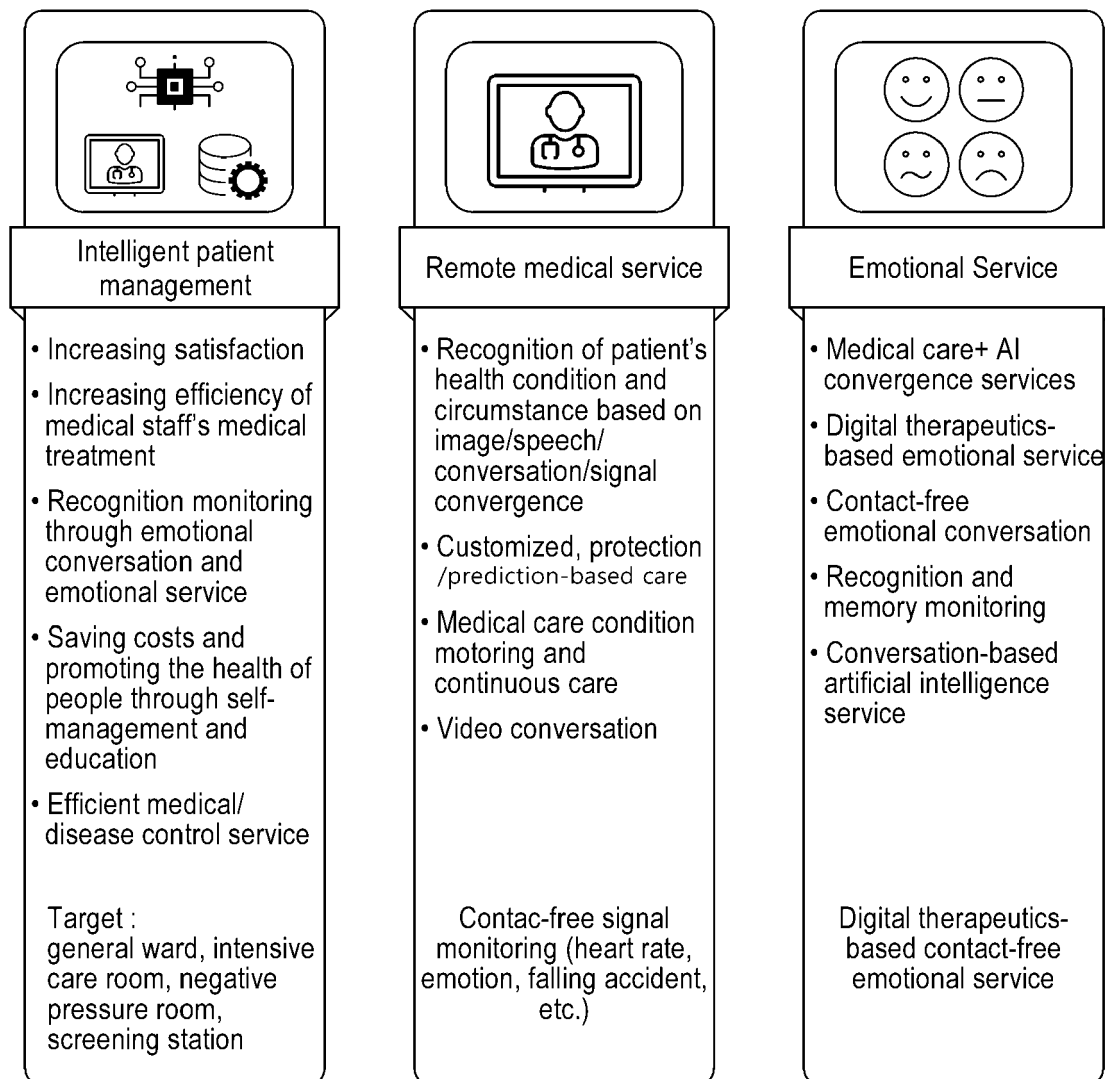 Intelligent patient
management
• Increasing satisfaction
• Increasing efficiency of
medical staff's medical
treatment
• Recognition monitoring
through emotional
conversation and
emotional service
• Saving costs and
promoting the health of
people through self-
management and
education
• Efficient medical/
disease control service
Target :
general ward, intensive
care room, negative
pressure room,
screening station
Remote medical service
• Recognition of patient's
health condition and
circumstance based on
image/speech/
conversation/signal
convergence
• Customized, protection
/prediction-based care
• Medical care condition
motoring and
continuous care
• Video conversation
Contac-free signal
monitoring (heart rate,
emotion, falling accident,
etc.)
Emotional Service
• Medical care+ AI
convergence services
• Digital therapeutics-
based emotional service
• Contact-free
emotional conversation
• Recognition and
memory monitoring
• Conversation-based
artificial intelligence
service
Digital therapeutics-
based contact-free
emotional service